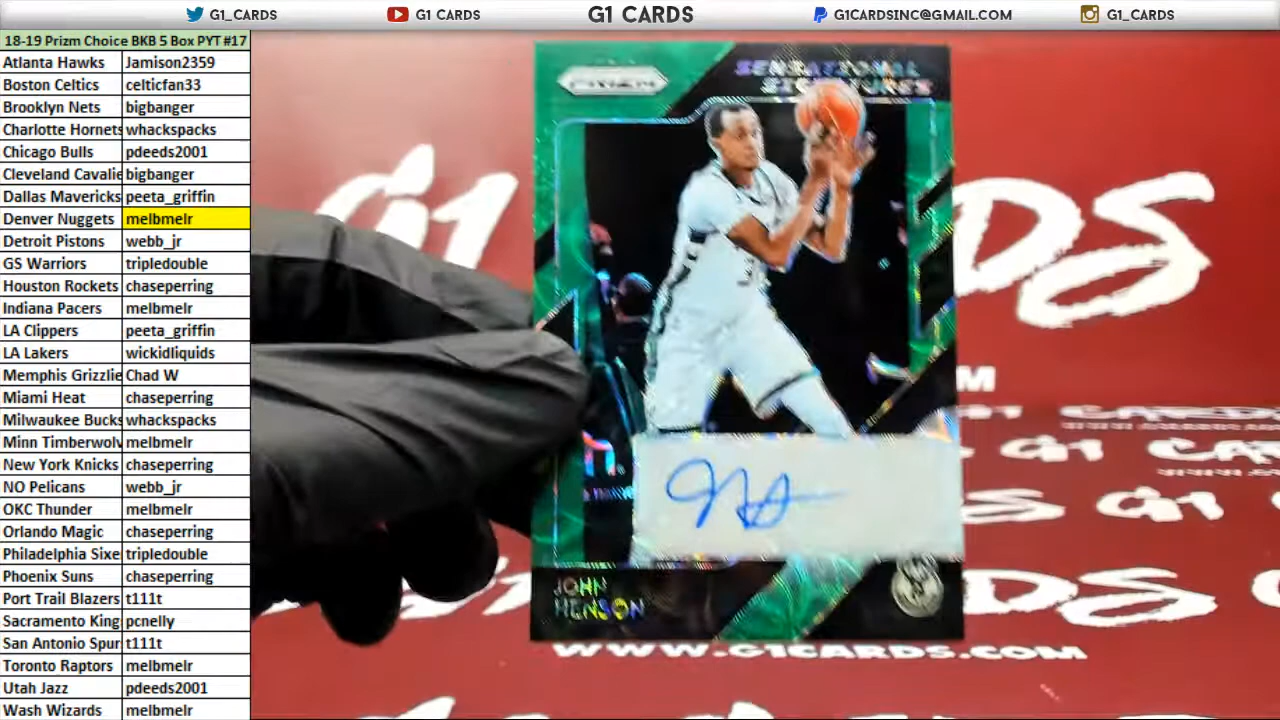 G1_CARDS
G1 CARDS
G1 CARDS
G1CARDSINC@GMAIL.COM
G1_CARDS
18-19 Prizm Choice BKB 5 Box PYT #17
Atlanta Hawks Jamison2359
Boston Celtics celticfan33
Brooklyn Nets bigbanger
Charlotte Hornets whackspacks
Chicago Bulls pdeeds2001
Cleveland Cavalie bigbanger
Dallas Mavericks peeta_griffin
Denver Nuggets melbmelr
Detroit Pistons webb_jr
GS Warriors tripledouble
Houston Rockets chaseperring
Indiana Pacers melbmelr
LA Clippers peeta_griffin
LA Lakers wickidliquids
Memphis Grizzlie Chad W
Miami Heat chaseperring
Milwaukee Bucks whackspacks
Minn Timberwolv melbmelr
New York Knicks chaseperring
NO Pelicans webb_jr
OKC Thunder melbmelr
Orlando Magic chaseperring
Philadelphia Sixe tripledouble
Phoenix Suns chaseperring
Port Trail Blazers t111t
Sacramento King pcnelly
San Antonio Spur t111t
Toronto Raptors melbmelr
Utah Jazz pdeeds2001
Wash Wizards melbmelr
PRIZM
SENSATIONAL
SIGNATURES
JOHN
HENSON
WWW.G1CARDS.COM